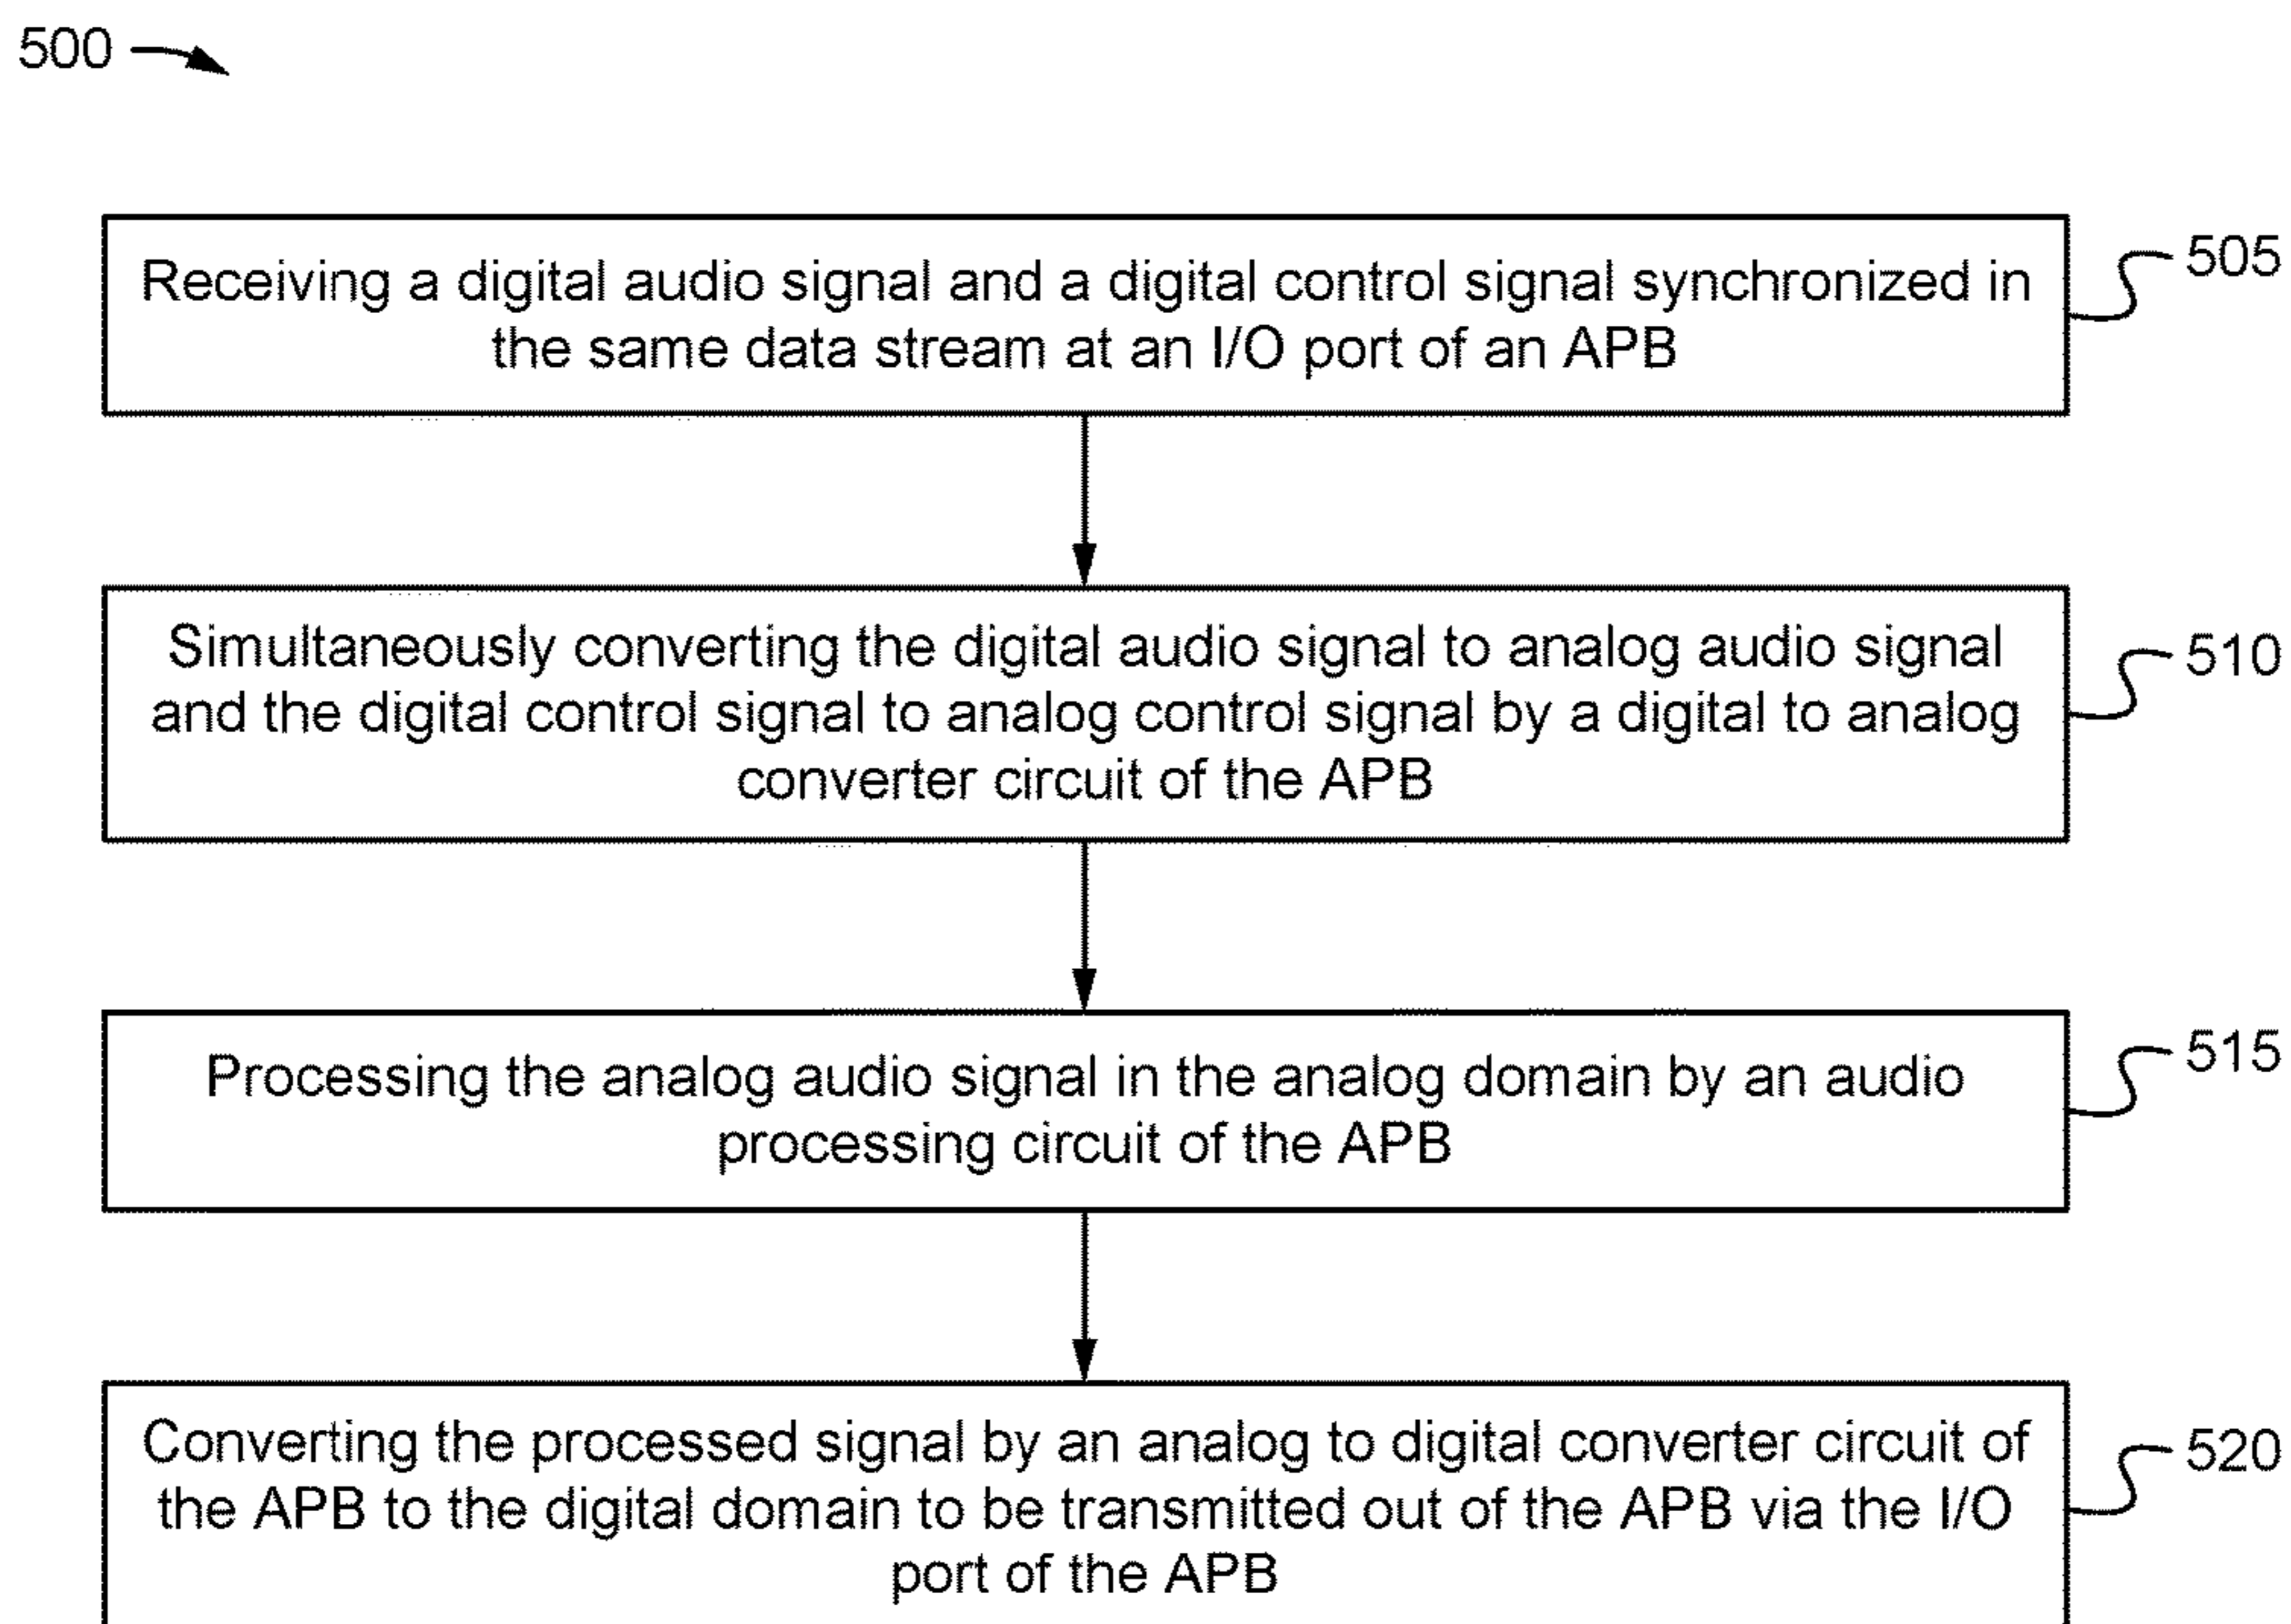 500
Receiving a digital audio signal and a digital control signal synchronized in
the same data stream at an I/O port of an APB
505
Simultaneously converting the digital audio signal to analog audio signal
and the digital control signal to analog control signal by a digital to analog
converter circuit of the APB
510
Processing the analog audio signal in the analog domain by an audio
processing circuit of the APB
515
Converting the processed signal by an analog to digital converter circuit of
the APB to the digital domain to be transmitted out of the APB via the I/O
port of the APB
520